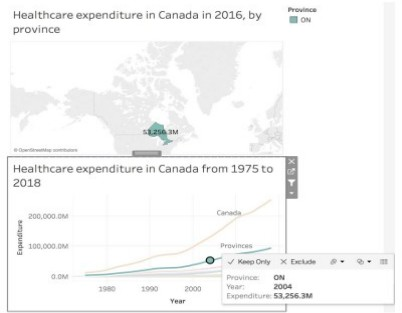 Healthcare expenditure in Canada in 2016, by
province
Province
ON
53,256.3M
© OpenStreetMap contributors
Healthcare expenditure in Canada from 1975 to
2018
Expenditure
200,000.0M
100,000.0M
0.0M
Canada
Provinces
1980
1990
2000
Year
Keep Only
Exclude
Province: ON
Year: 2004
Expenditure: 53,256.3M